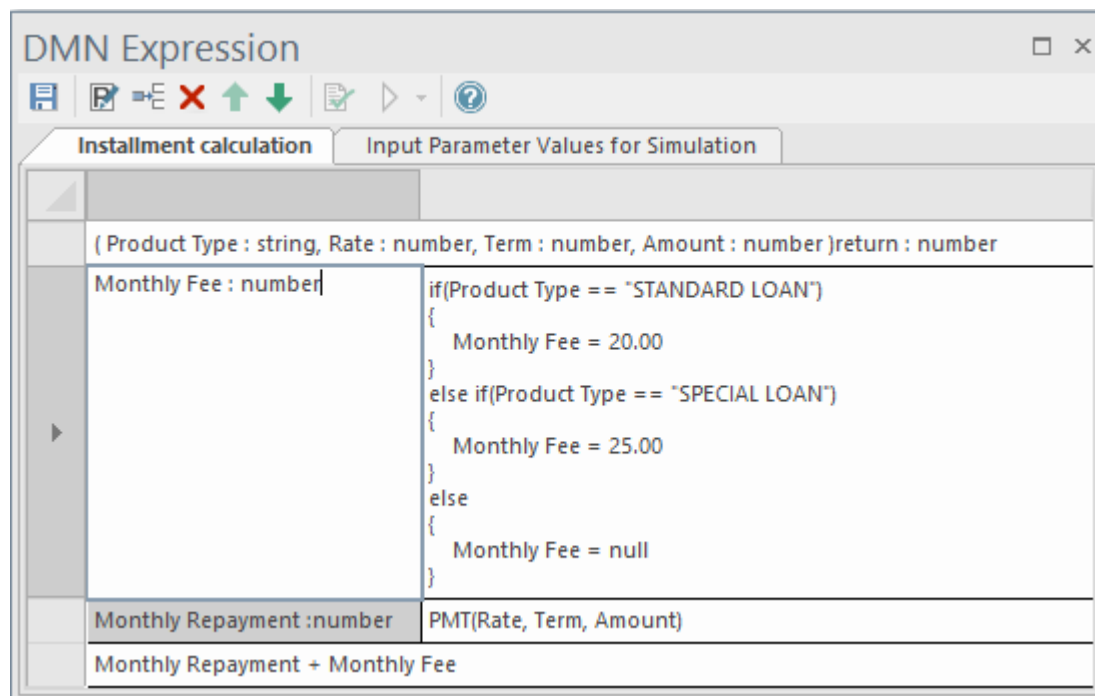 DMN Expression
Installment calculation
Input Parameter Values for Simulation
( Product Type : string, Rate : number, Term : number, Amount : number )return : number
Monthly Fee : number
if(Product Type == "STANDARD LOAN")
{
Monthly Fee = 20.00
}
else if(Product Type == "SPECIAL LOAN")
{
Monthly Fee = 25.00
}
else
{
Monthly Fee = null
}
Monthly Repayment :number
PMT(Rate, Term, Amount)
Monthly Repayment + Monthly Fee